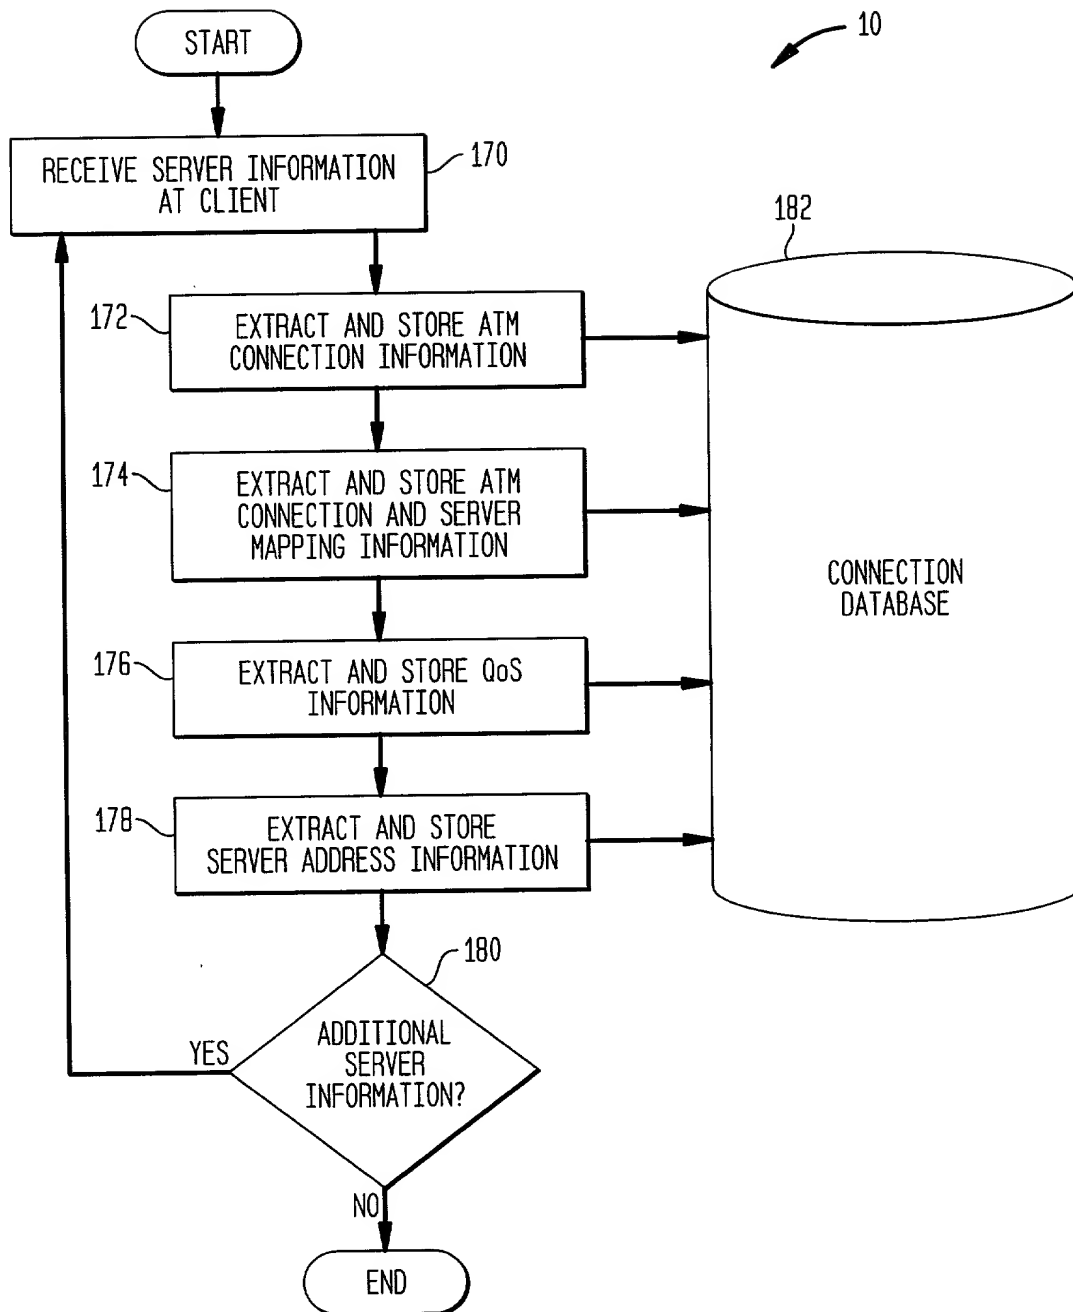 START
10
RECEIVE SERVER INFORMATION
AT CLIENT
170
182
172
EXTRACT AND STORE ATM
CONNECTION INFORMATION
174
EXTRACT AND STORE ATM
CONNECTION AND SERVER
MAPPING INFORMATION
CONNECTION
DATABASE
176
EXTRACT AND STORE QoS
INFORMATION
178
EXTRACT AND STORE
SERVER ADDRESS INFORMATION
180
YES
ADDITIONAL
SERVER
INFORMATION?
NO
END